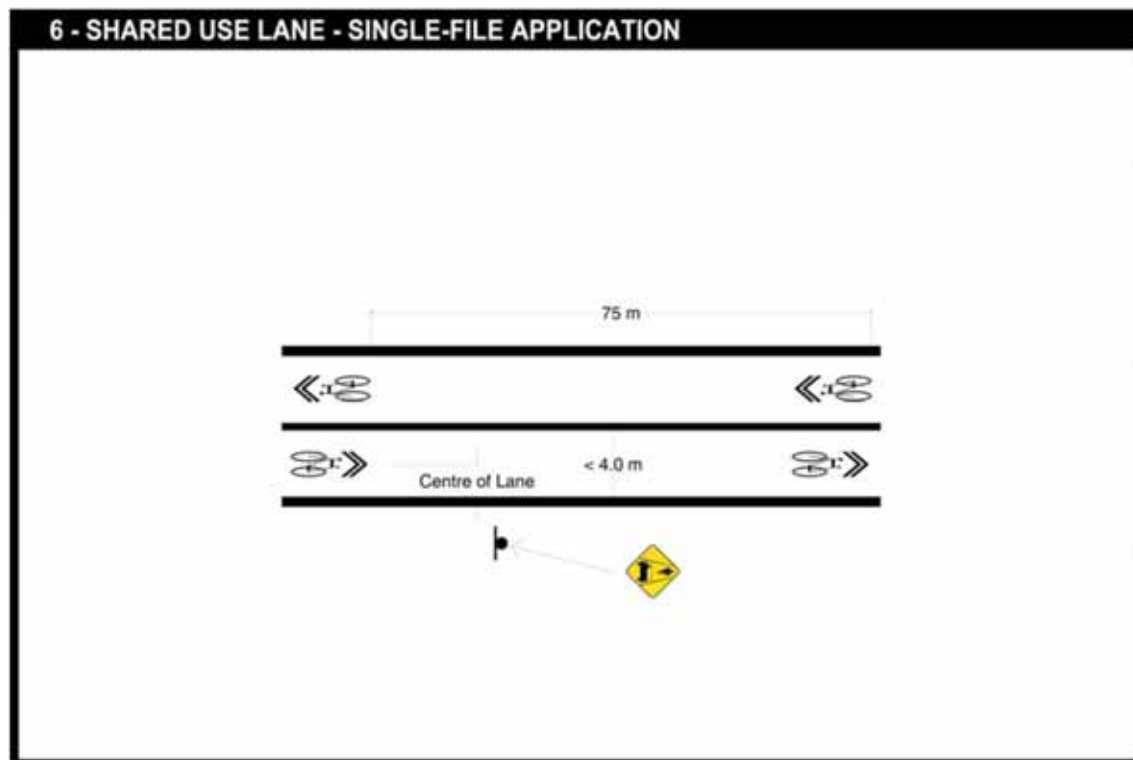 6 - SHARED USE LANE - SINGLE-FILE APPLICATION
75 m
< 4.0 m
Centre of Lane